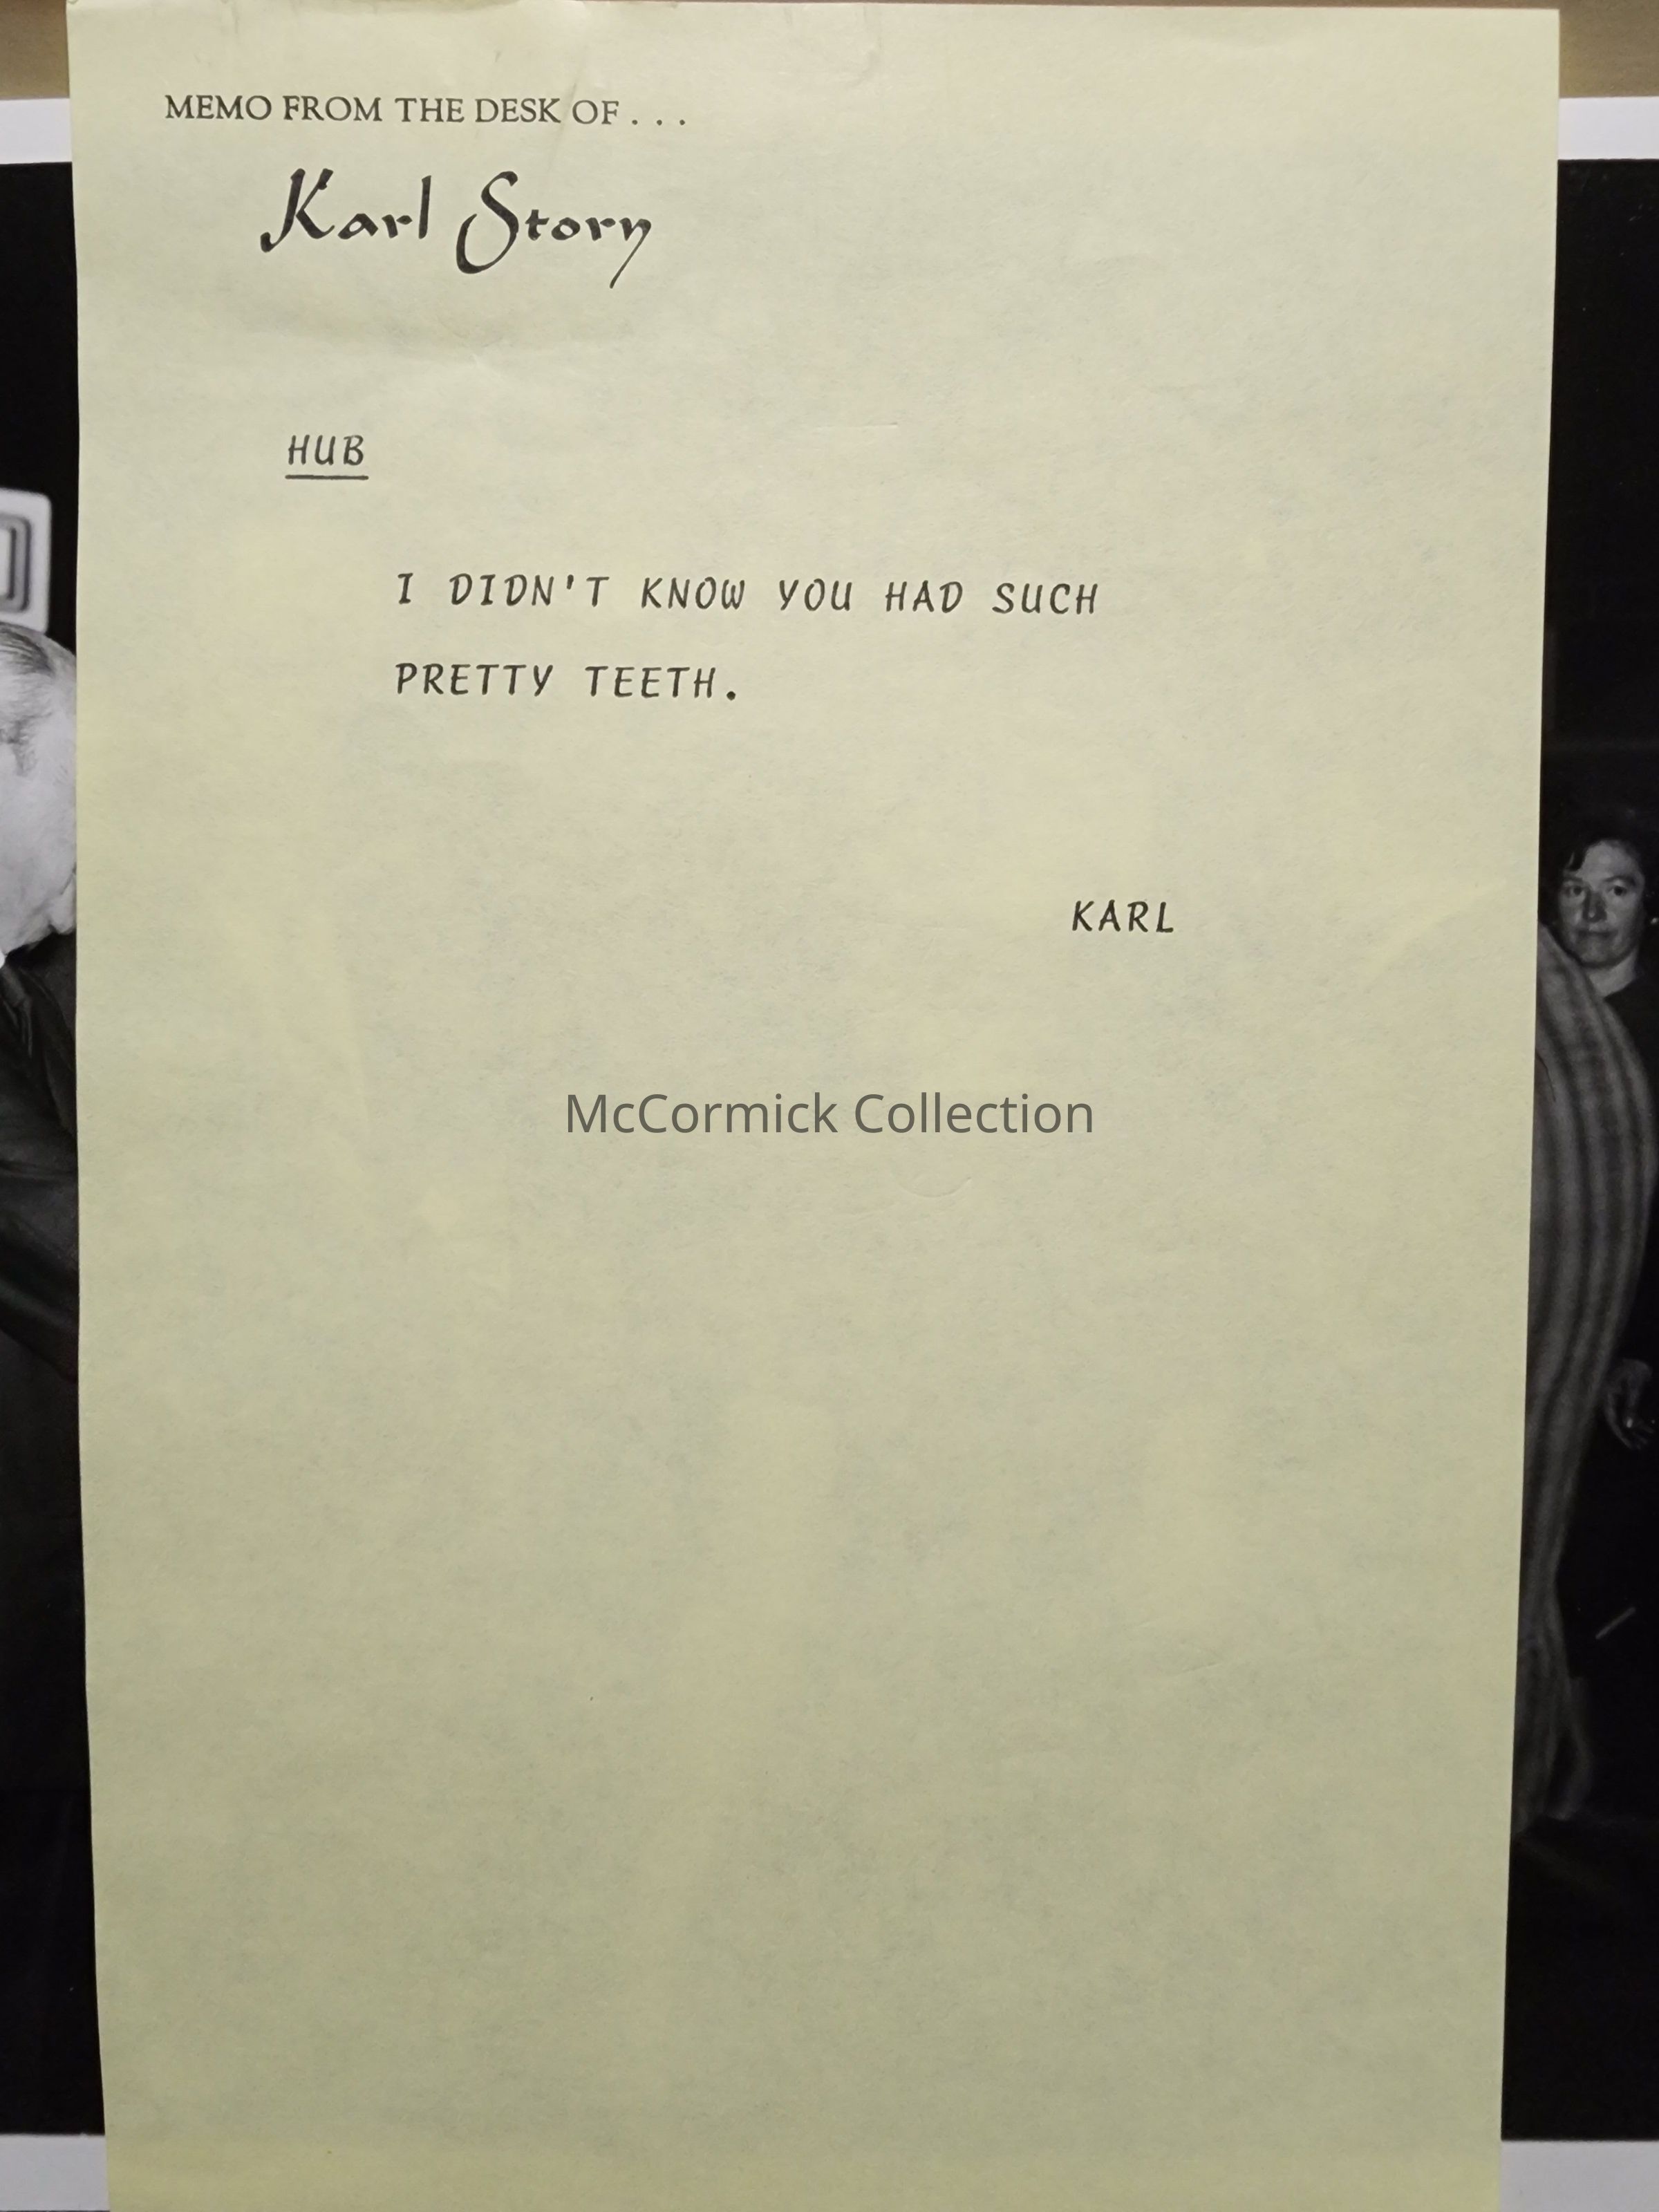 MEMO FROM THE DESK OF . . .
Karl Story
HUB
I DIDN'T KNOW YOU HAD SUCH
PRETTY TEETH.
KARL
McCormick Collection